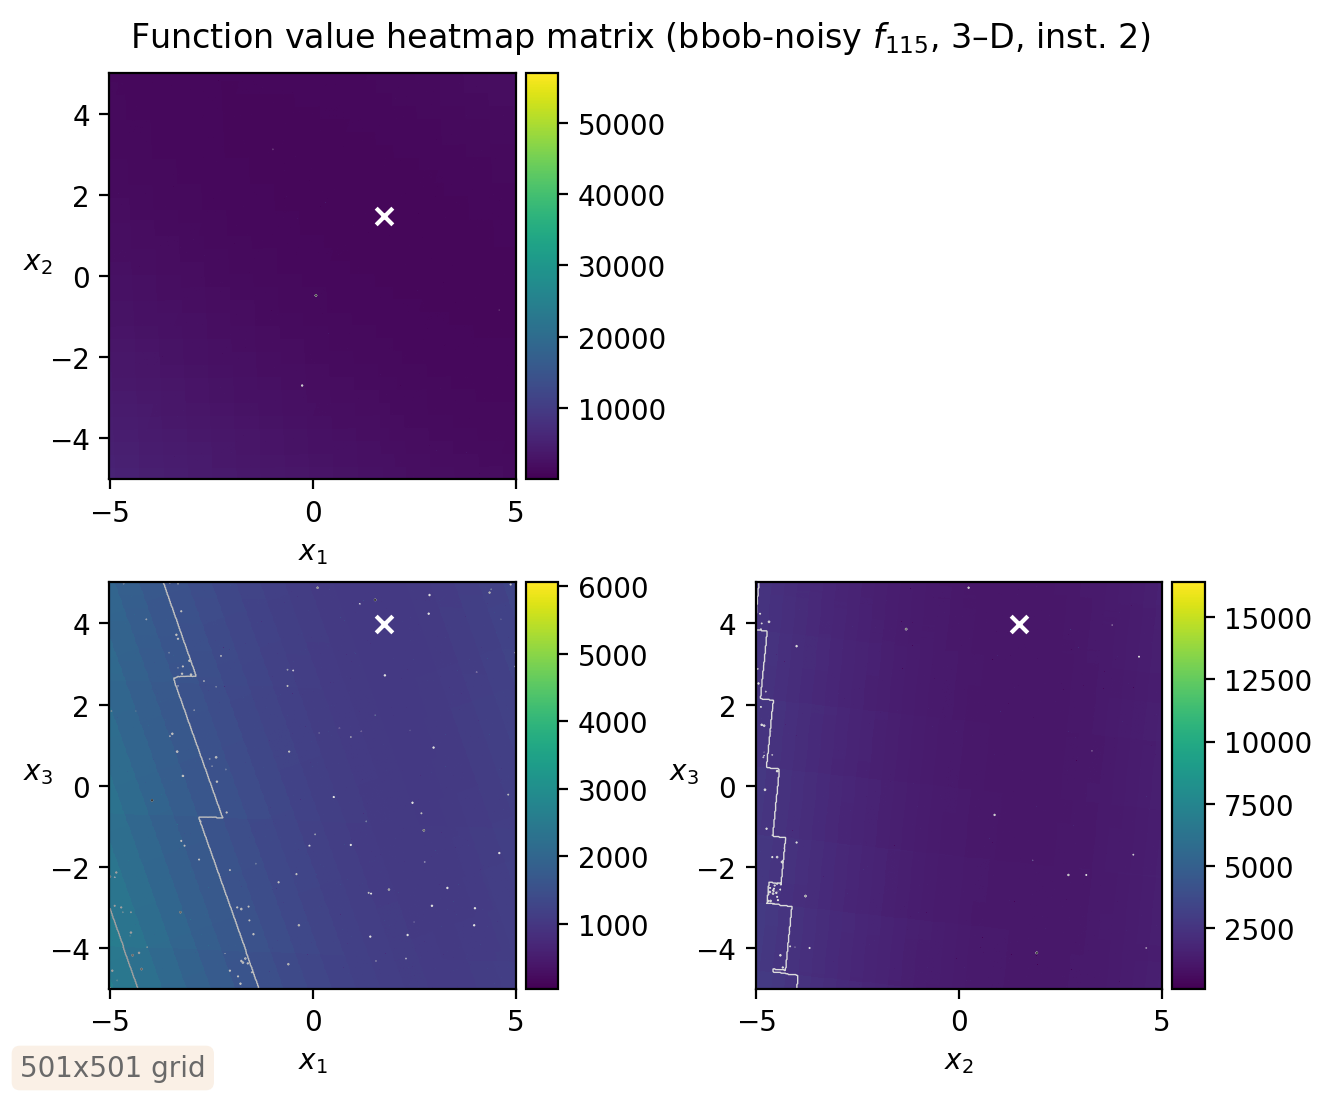 Function value heatmap matrix (bbob-noisy f₁₁₅, 3–D, inst. 2)
x₂
4
2
0
−2
−4
−5 0 5
x₁
50000
40000
30000
20000
10000
x₃
4
2
0
−2
−4
−5 0 5
x₁
6000
5000
4000
3000
2000
1000
x₃
4
2
0
−2
−4
−5 0 5
x₂
15000
12500
10000
7500
5000
2500
501x501 grid